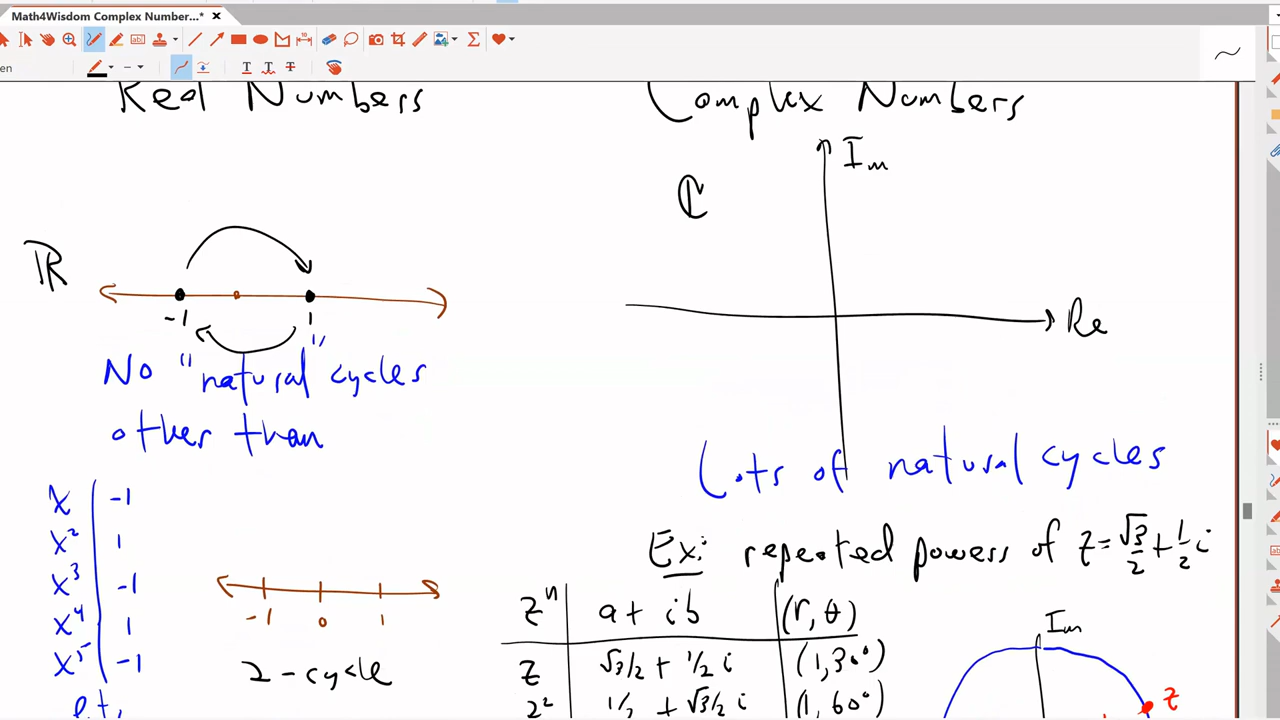 Math4Wisdom Complex Number...*
en
Real Numbers
ℝ
-1 1
No "natural" cycles
other than
x | -1
x² | 1
x³ | -1
x⁴ | 1
x⁵ | -1
-1 0 1
2-cycle
Complex Numbers
ℂ
Im
Re
Lots of natural cycles
Ex: repeated powers of z = √3/2 + 1/2 i
zⁿ | a + ib | (r, θ)
z | √3/2 + 1/2 i | (1, 30°)
z² | 1/2 + √3/2 i | (1, 60°)
Im
z